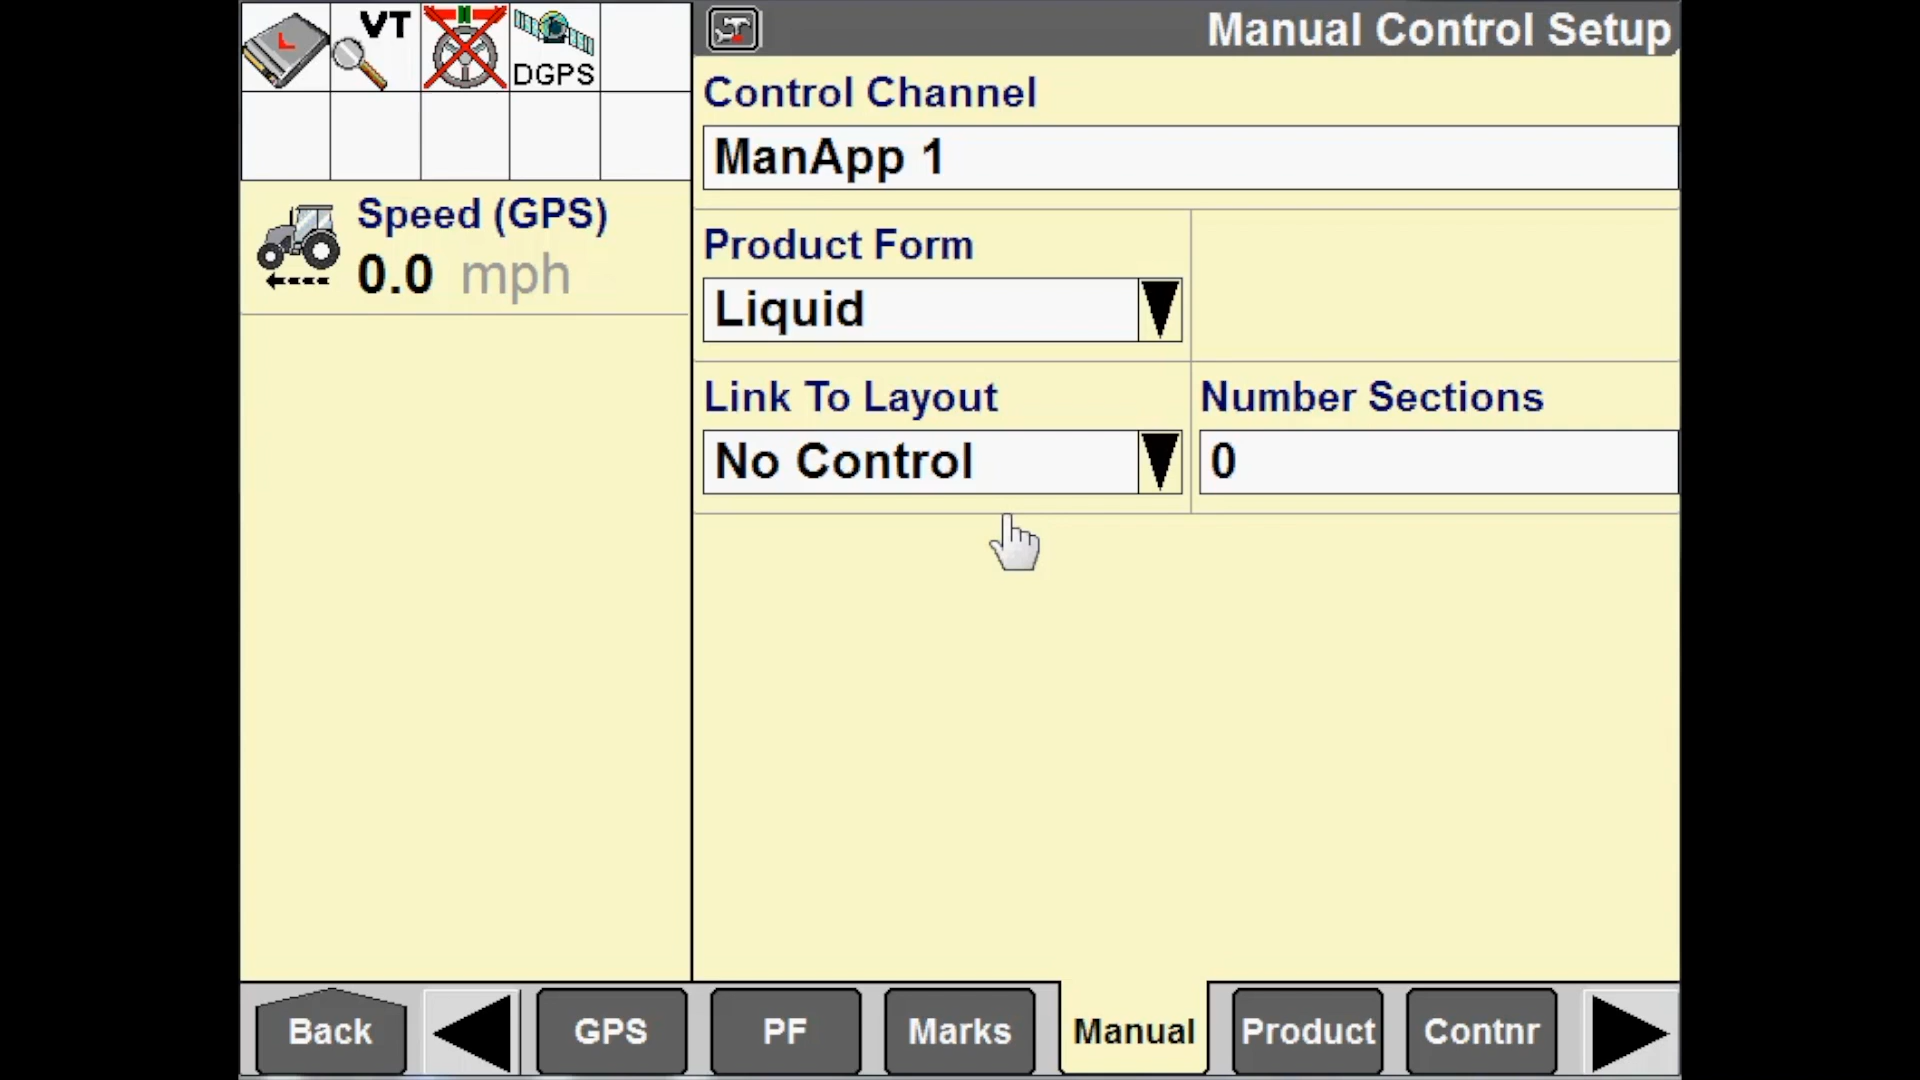 L
VT
DGPS
Manual Control Setup
Control Channel
ManApp 1
Speed (GPS)
0.0 mph
Product Form
Liquid
Link To Layout
Number Sections
No Control
0
Back
GPS
PF
Marks
Manual
Product
Contnr